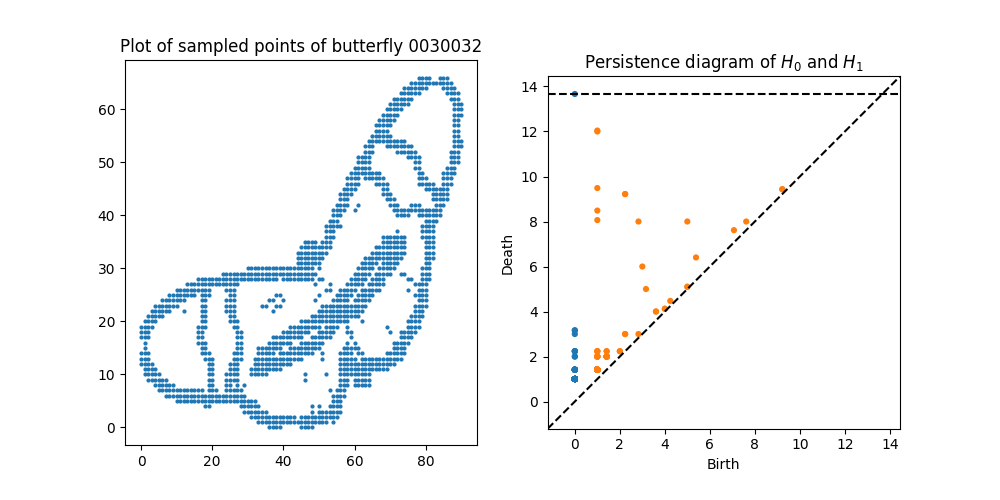 Plot of sampled points of butterfly 0030032
60
50
40
30
20
10
0
0 20 40 60 80
Persistence diagram of H₀ and H₁
14
12
10
8
6
4
2
0
Death
0 2 4 6 8 10 12 14
Birth